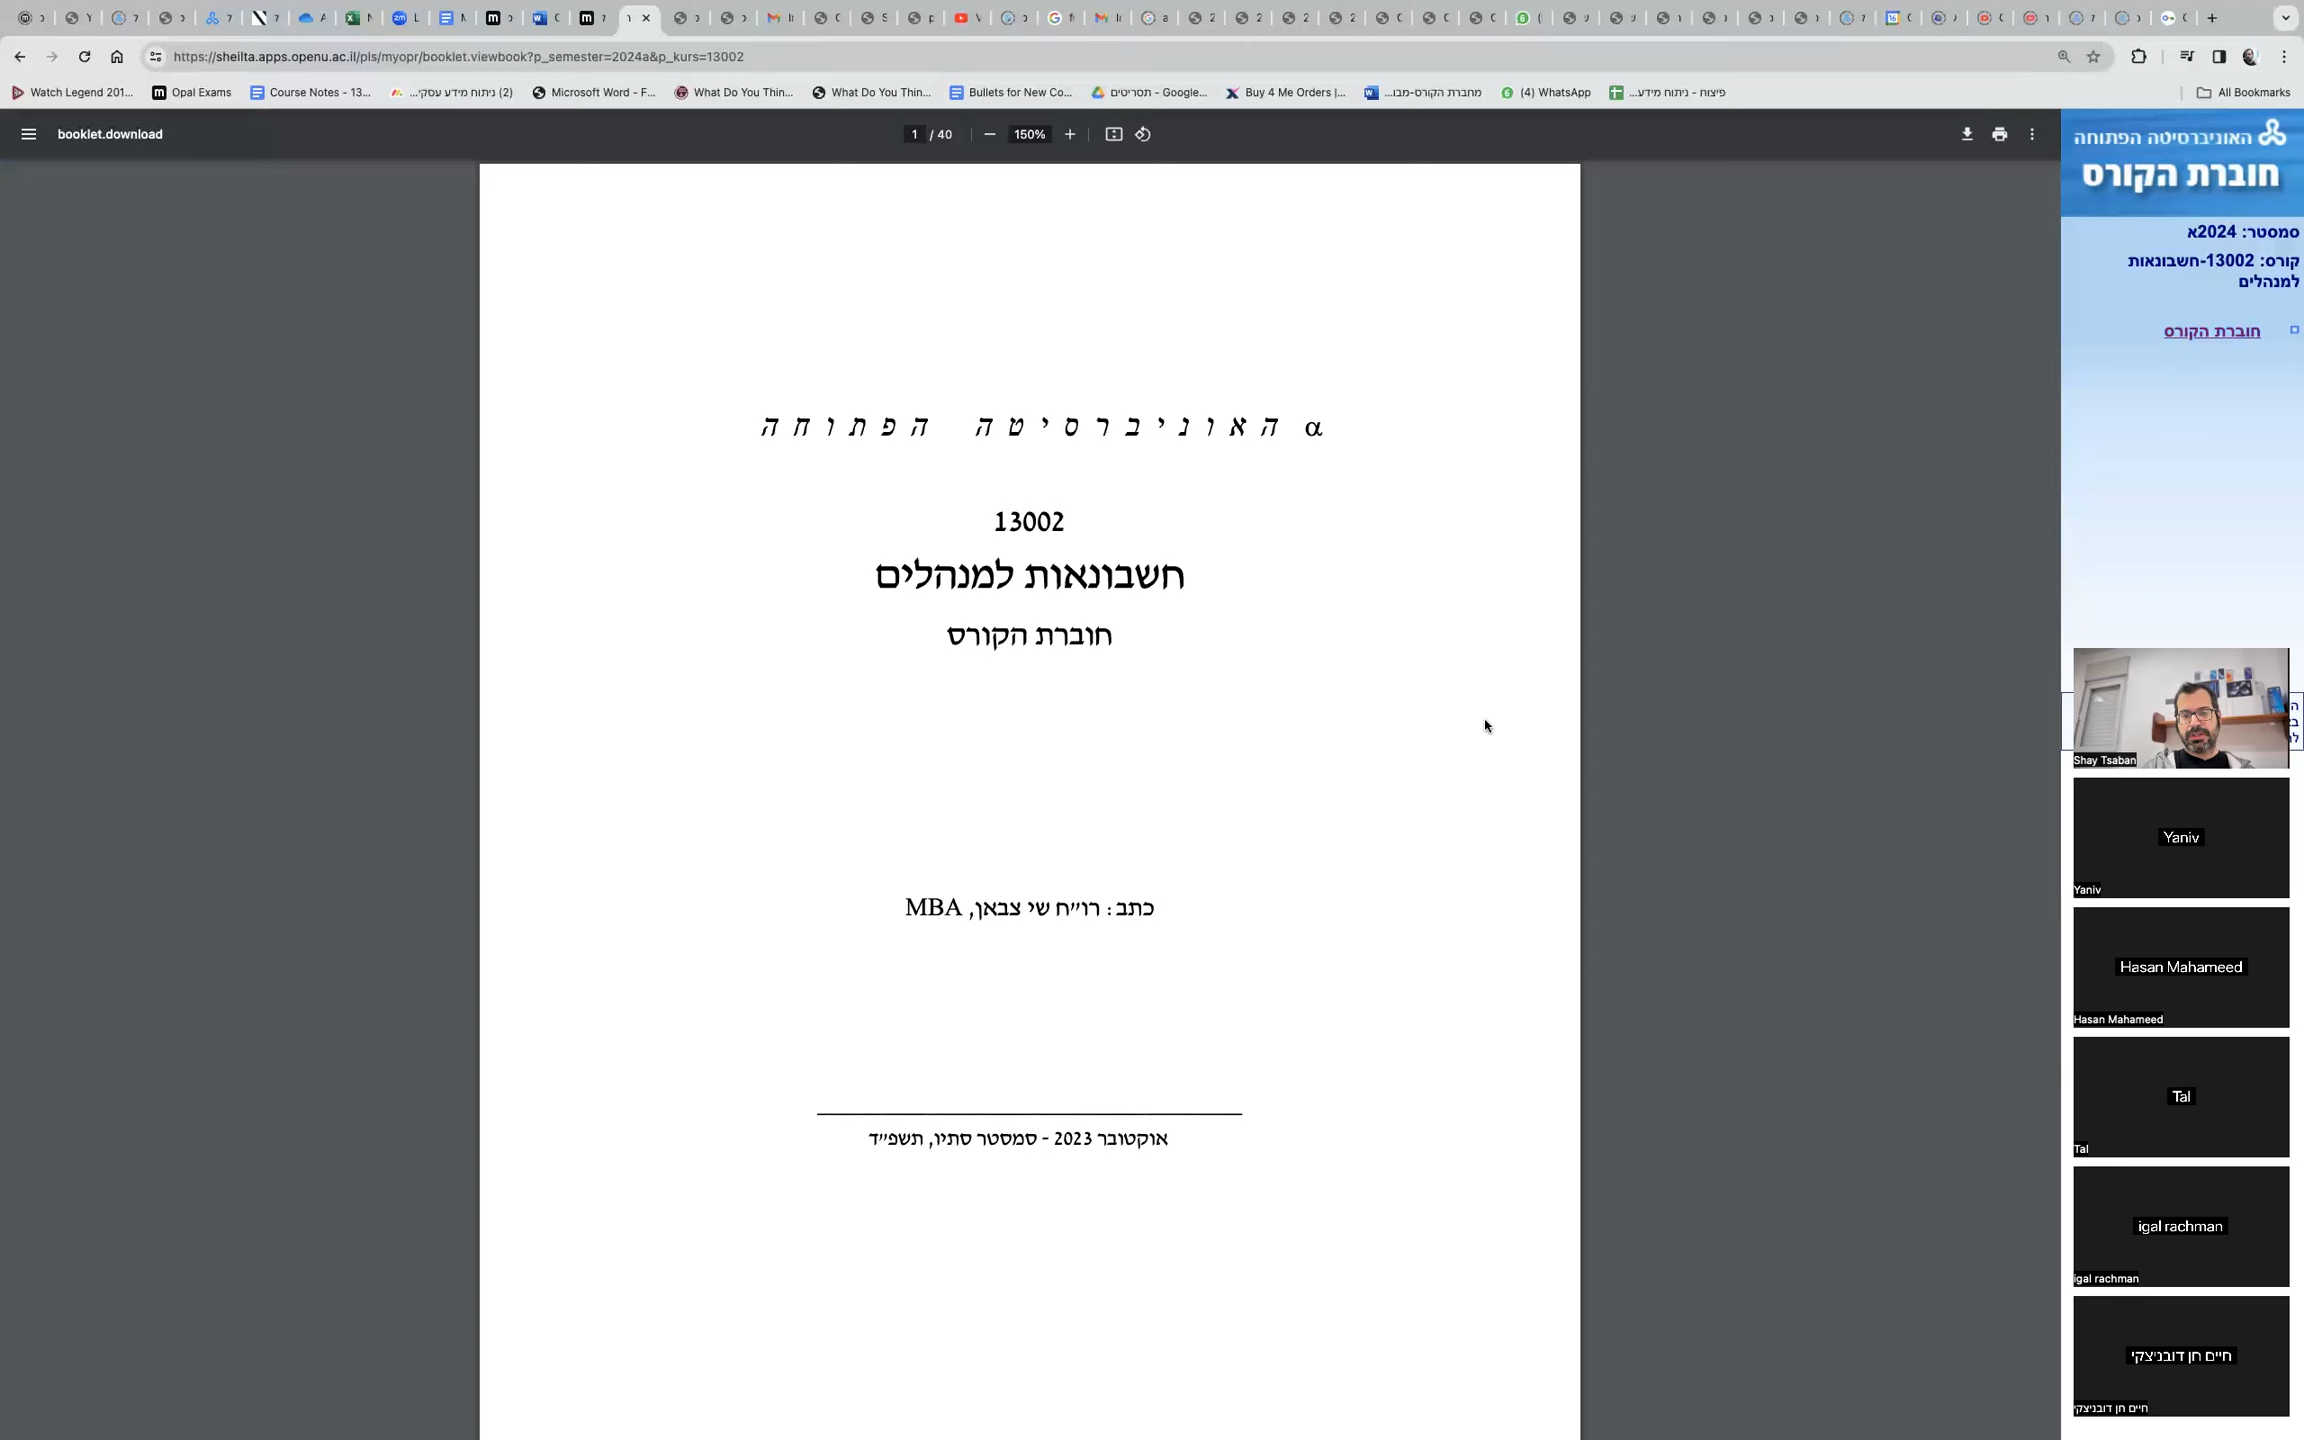 https://sheilta.apps.openu.ac.il/pls/myopr/booklet.viewbook?p_semester=2024a&p_kurs=13002
Watch Legend 201...
Opal Exams
Course Notes - 13...
(2) ניתוח מידע עסקי...
Microsoft Word - F...
What Do You Thin...
What Do You Thin...
Bullets for New Co...
תסריטים - Google...
Buy 4 Me Orders |...
מחברת הקורס-מבו...
(4) WhatsApp
פיצוח - ניתוח מידע...
All Bookmarks
booklet.download
1 / 40
150%
האוניברסיטה הפתוחה
חוברת הקורס
סמסטר: 2024א
קורס: 13002-חשבונאות
למנהלים
חוברת הקורס
α האוניברסיטה הפתוחה
13002
חשבונאות למנהלים
חוברת הקורס
כתב: רו״ח שי צבאן, MBA
אוקטובר 2023 - סמסטר סתיו, תשפ״ד
Shay Tsaban
Yaniv
Yaniv
Hasan Mahameed
Hasan Mahameed
Tal
Tal
igal rachman
igal rachman
חיים חן דובניצקי
חיים חן דובניצקי